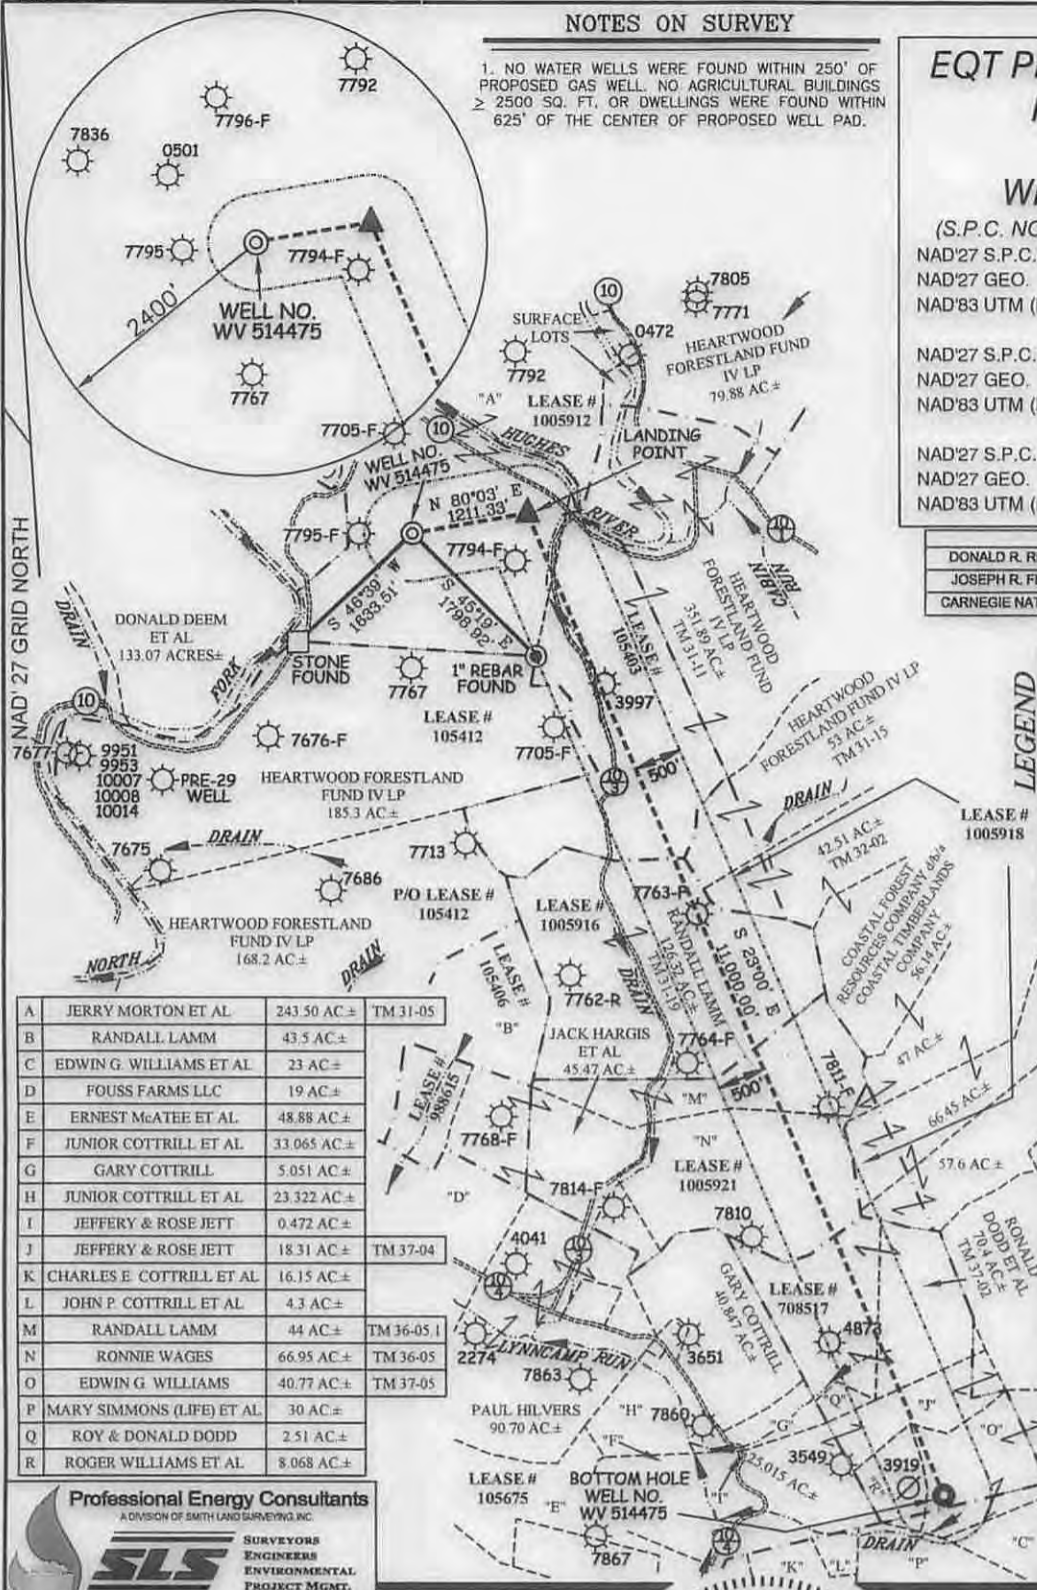 NOTES ON SURVEY
1. NO WATER WELLS WERE FOUND WITHIN 250' OF
PROPOSED GAS WELL. NO AGRICULTURAL BUILDINGS
≥ 2500 SQ. FT. OR DWELLINGS WERE FOUND WITHIN
625' OF THE CENTER OF PROPOSED WELL PAD.
7792
7796-F
7836
0501
7795
7794-F
2400'
WELL NO.
WV 514475
7767
EQT P
W
(S.P.C. NO
NAD'27 S.P.C.
NAD'27 GEO.
NAD'83 UTM (
NAD'27 S.P.C.
NAD'27 GEO.
NAD'83 UTM (
NAD'27 S.P.C.
NAD'27 GEO.
NAD'83 UTM (
DONALD R. R
JOSEPH R. F
CARNEGIE NAT
LEGEND
NAD'27 GRID NORTH
10
7805
7771
SURFACE
LOTS
0472
7792
HEARTWOOD
FORESTLAND FUND
IV LP
79.88 AC.±
"A"
LEASE #
1005912
7705-F
10
HUGHES
LANDING
POINT
WELL NO.
WV 514475
N 80°03' E
1211.33'
RIVER
7795-F
7794-F
10
1
CABIN
RUN
S 46°39' W
1633.51'
S 45°19' E
1798.92'
DRAIN
DONALD DEEM
ET AL
133.07 ACRES±
FORK
STONE
FOUND
7767
1" REBAR
FOUND
LEASE #
105403
HEARTWOOD
FORESTLAND FUND
IV LP
351.89 AC.±
TM 31-11
3997
10
LEASE #
105412
7705-F
HEARTWOOD
FORESTLAND FUND IV LP
53 AC.±
TM 31-15
7676-F
7677
9951
9953
10007
10008
10014
PRE-29
WELL
HEARTWOOD FORESTLAND
FUND IV LP
185.3 AC.±
10
3
500'
DRAIN
LEASE #
1005918
42.51 AC.±
TM 32-02
DRAIN
7675
7686
7713
P/O LEASE #
105412
LEASE #
1005916
7763-F
COASTAL FOREST
RESOURCES COMPANY d/b/a
COASTAL TIMBERLANDS
COMPANY
56.14 AC.±
HEARTWOOD FORESTLAND
FUND IV LP
168.2 AC.±
DRAIN
NORTH
LEASE #
105406
RANDALL LAMM
126.32 AC.±
TM 31-19
S 23°00' E
11,000.00'
DRAIN
7762-R
"B"
JACK HARGIS
ET AL
45.47 AC.±
7764-F
47 AC.±
7811-F
66.45 AC.±
57.6 AC.±
LEASE #
988615
500'
"M"
7768-F
"N"
LEASE #
1005921
"D"
7814-F
7810
RONALD
DODD ET AL
70.4 AC.±
TM 37-02
4041
10
3
10
4
GARY COTTRILL
40.847 AC.±
LEASE #
708517
4873
2274
LYNNCAMP RUN
3651
7863
PAUL HILVERS
90.70 AC.±
"H"
7860
"F"
"G"
"Q"
"J"
"O"
25.015 AC.±
3549
"R"
3919
LEASE #
105675
"E"
BOTTOM HOLE
WELL NO.
WV 514475
"I"
7867
10
4
DRAIN
"K"
"L"
"P"
"C"
A JERRY MORTON ET AL 243.50 AC.± TM 31-05
B RANDALL LAMM 43.5 AC.±
C EDWIN G. WILLIAMS ET AL 23 AC.±
D FOUSS FARMS LLC 19 AC.±
E ERNEST McATEE ET AL 48.88 AC.±
F JUNIOR COTTRILL ET AL 33.065 AC.±
G GARY COTTRILL 5.051 AC.±
H JUNIOR COTTRILL ET AL 23.322 AC.±
I JEFFERY & ROSE JETT 0.472 AC.±
J JEFFERY & ROSE JETT 18.31 AC.± TM 37-04
K CHARLES E. COTTRILL ET AL 16.15 AC.±
L JOHN P. COTTRILL ET AL 4.3 AC.±
M RANDALL LAMM 44 AC.± TM 36-05.1
N RONNIE WAGES 66.95 AC.± TM 36-05
O EDWIN G. WILLIAMS 40.77 AC.± TM 37-05
P MARY SIMMONS (LIFE) ET AL 30 AC.±
Q ROY & DONALD DODD 2.51 AC.±
R ROGER WILLIAMS ET AL 8.068 AC.±
Professional Energy Consultants
A DIVISION OF SMITH LAND SURVEYING, INC.
SLS
SURVEYORS
ENGINEERS
ENVIRONMENTAL
PROJECT MGMT.